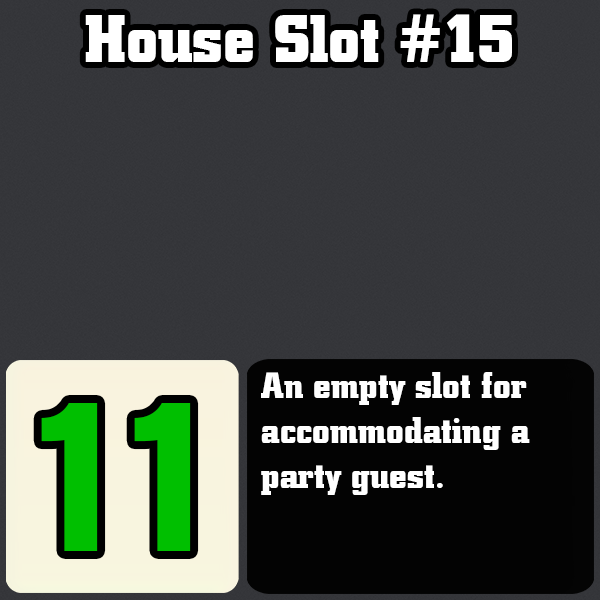 House Slot #15
11
An empty slot for
accommodating a
party guest.